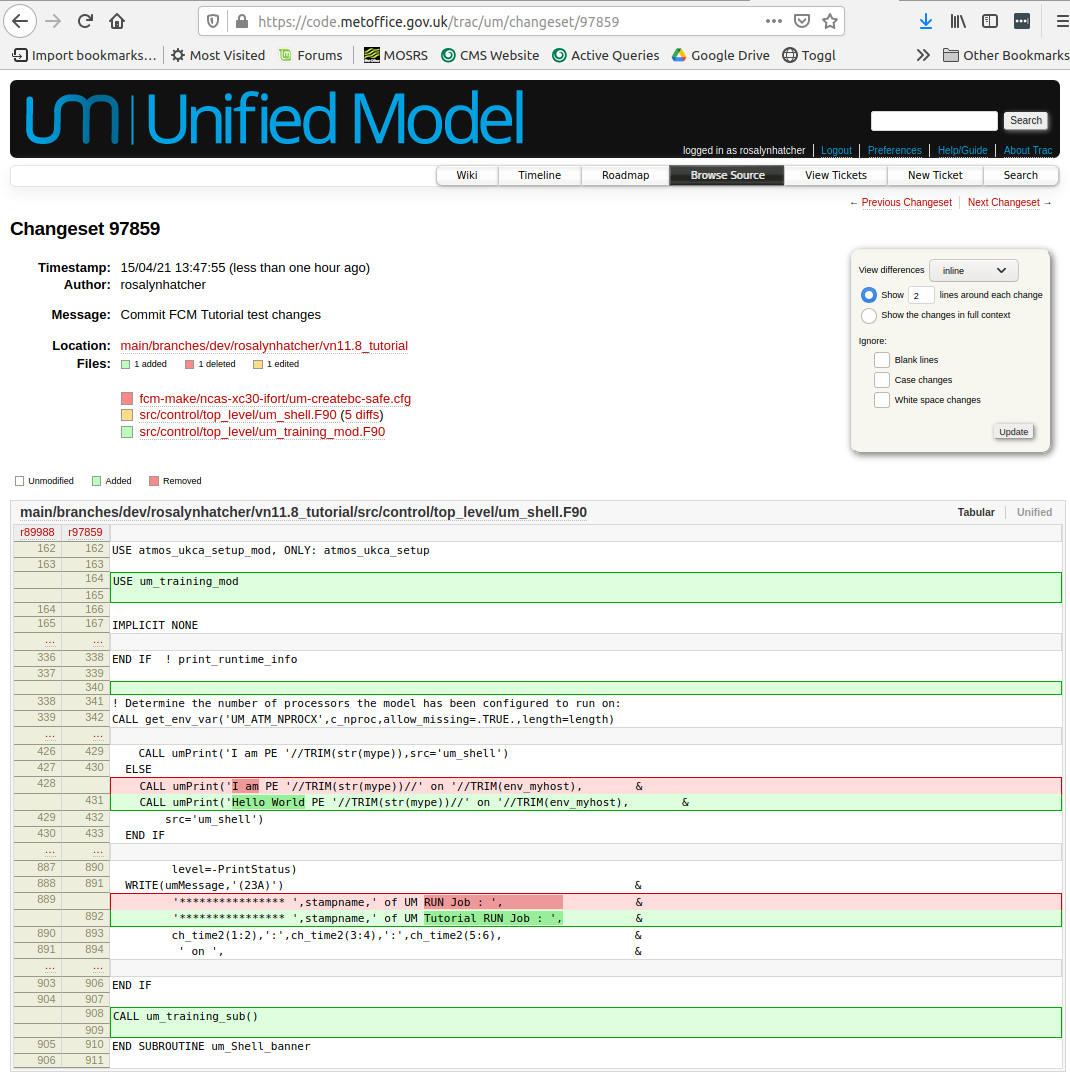 https://code.metoffice.gov.uk/trac/um/changeset/97859
Import bookmarks... Most Visited Forums MOSRS CMS Website Active Queries Google Drive Toggl Other Bookmarks
um | Unified Model
Search
logged in as rosalynhatcher Logout Preferences Help/Guide About Trac
Wiki Timeline Roadmap Browse Source View Tickets New Ticket Search
← Previous Changeset Next Changeset →
Changeset 97859
Timestamp: 15/04/21 13:47:55 (less than one hour ago)
Author: rosalynhatcher
Message: Commit FCM Tutorial test changes
Location: main/branches/dev/rosalynhatcher/vn11.8_tutorial
Files: 1 added 1 deleted 1 edited
fcm-make/ncas-xc30-ifort/um-createbc-safe.cfg
src/control/top_level/um_shell.F90 (5 diffs)
src/control/top_level/um_training_mod.F90
View differences inline
Show 2 lines around each change
Show the changes in full context
Ignore:
Blank lines
Case changes
White space changes
Update
Unmodified Added Removed
main/branches/dev/rosalynhatcher/vn11.8_tutorial/src/control/top_level/um_shell.F90 Tabular Unified
r89988 r97859
162 162 USE atmos_ukca_setup_mod, ONLY: atmos_ukca_setup
163 163
164 USE um_training_mod
165
164 166
165 167 IMPLICIT NONE
... ...
336 338 END IF ! print_runtime_info
337 339
340
338 341 ! Determine the number of processors the model has been configured to run on:
339 342 CALL get_env_var('UM_ATM_NPROCX',c_nproc,allow_missing=.TRUE.,length=length)
... ...
426 429 CALL umPrint('I am PE '//TRIM(str(mype)),src='um_shell')
427 430 ELSE
428 CALL umPrint('I am PE '//TRIM(str(mype))//' on '//TRIM(env_myhost), &
431 CALL umPrint('Hello World PE '//TRIM(str(mype))//' on '//TRIM(env_myhost), &
429 432 src='um_shell')
430 433 END IF
... ...
887 890 level=-PrintStatus)
888 891 WRITE(umMessage,'(23A)') &
889 '**************** ',stampname,' of UM RUN Job : ', &
892 '**************** ',stampname,' of UM Tutorial RUN Job : ', &
890 893 ch_time2(1:2),':',ch_time2(3:4),':',ch_time2(5:6), &
891 894 ' on ', &
... ...
903 906 END IF
904 907
908 CALL um_training_sub()
909
905 910 END SUBROUTINE um_Shell_banner
906 911